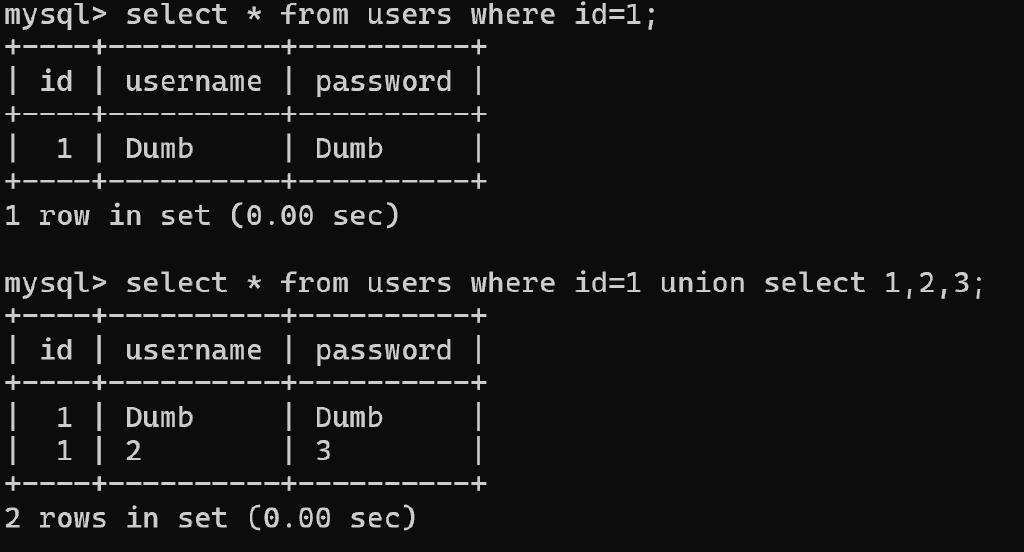 mysql> select * from users where id=1;
+----+----------+----------+
| id | username | password |
+----+----------+----------+
|  1 | Dumb     | Dumb     |
+----+----------+----------+
1 row in set (0.00 sec)

mysql> select * from users where id=1 union select 1,2,3;
+----+----------+----------+
| id | username | password |
+----+----------+----------+
|  1 | Dumb     | Dumb     |
|  1 | 2        | 3        |
+----+----------+----------+
2 rows in set (0.00 sec)